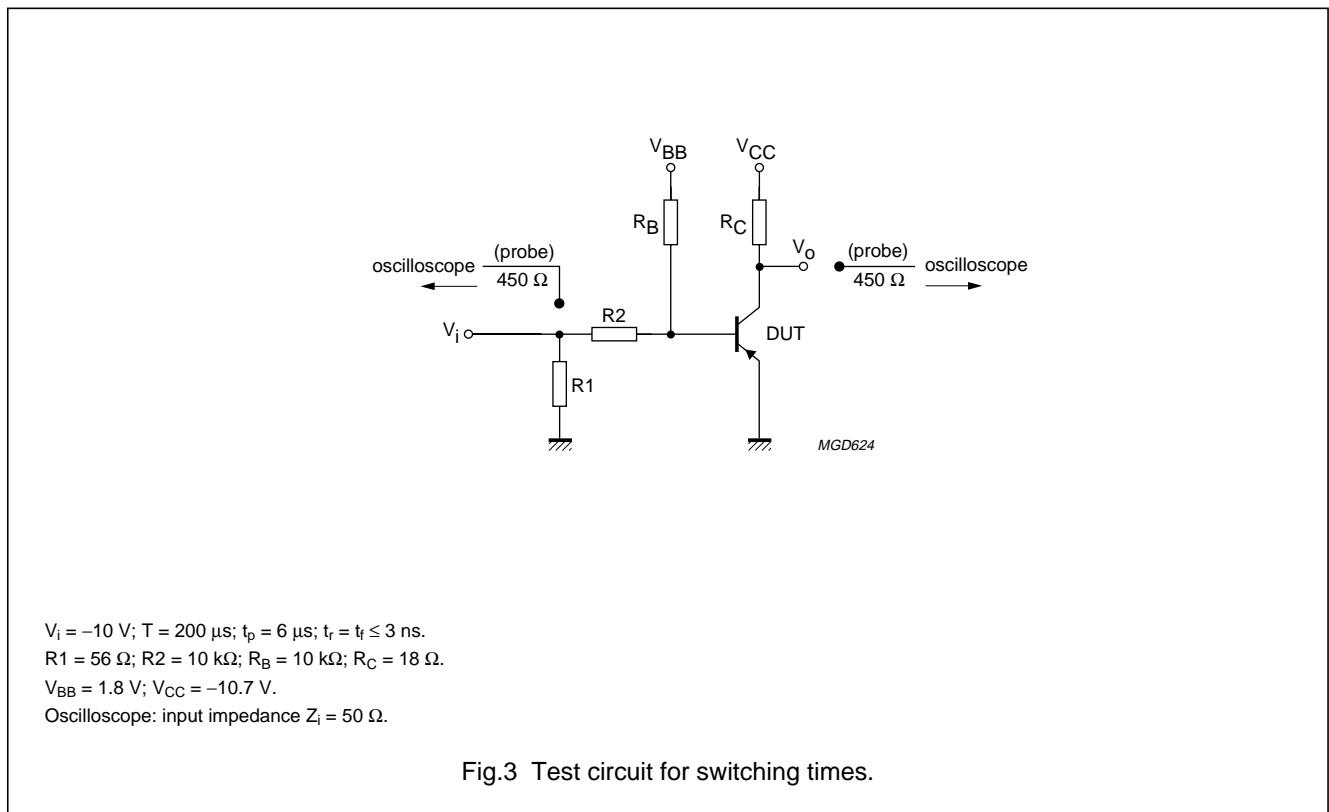 V_BB
V_CC
R_B
R_C
V_o
(probe)
oscilloscope
450 Ω
(probe)
oscilloscope
450 Ω
R2
V_i
DUT
R1
MGD624
V_i = −10 V; T = 200 μs; t_p = 6 μs; t_r = t_f ≤ 3 ns.
R1 = 56 Ω; R2 = 10 kΩ; R_B = 10 kΩ; R_C = 18 Ω.
V_BB = 1.8 V; V_CC = −10.7 V.
Oscilloscope: input impedance Z_i = 50 Ω.
Fig.3 Test circuit for switching times.